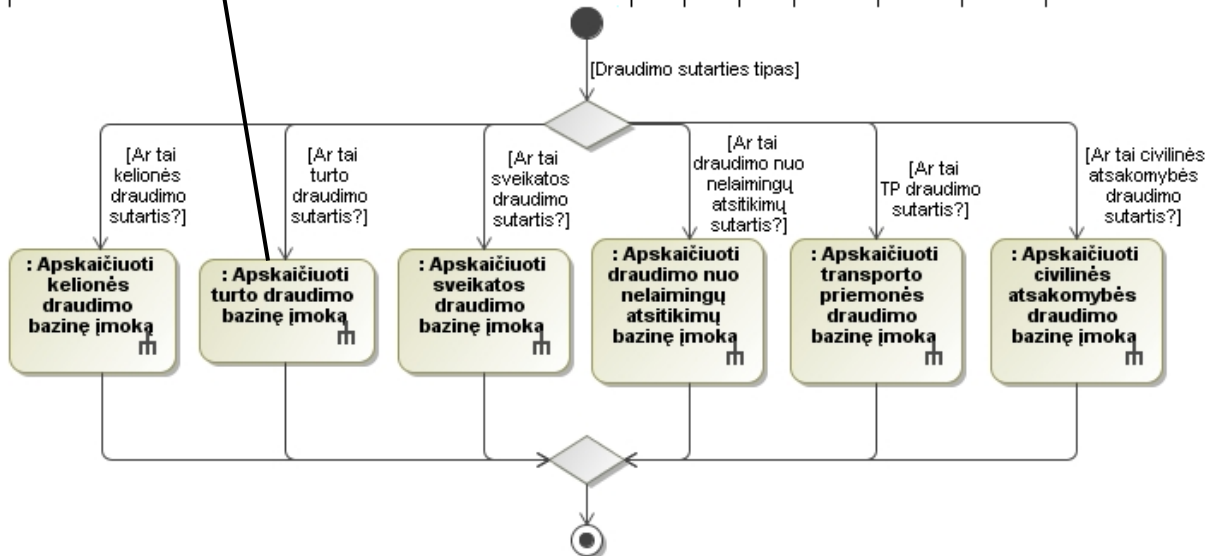 [Draudimo sutarties tipas]
[Ar tai
kelionės
draudimo
sutartis?]
[Ar tai
turto
draudimo
sutartis?]
[Ar tai
sveikatos
draudimo
sutartis?]
[Ar tai
draudimo nuo
nelaimingų
atsitikimų
sutartis?]
[Ar tai
TP draudimo
sutartis?]
[Ar tai civilinės
atsakomybės
draudimo
sutartis?]
: Apskaičiuoti
kelionės
draudimo
bazinę įmoką
: Apskaičiuoti
turto draudimo
bazinę įmoką
: Apskaičiuoti
sveikatos
draudimo
bazinę įmoką
: Apskaičiuoti
draudimo nuo
nelaimingų
atsitikimų
bazinę įmoką
: Apskaičiuoti
transporto
priemonės
draudimo
bazinę įmoką
: Apskaičiuoti
civilinės
atsakomybės
draudimo
bazinę įmoką